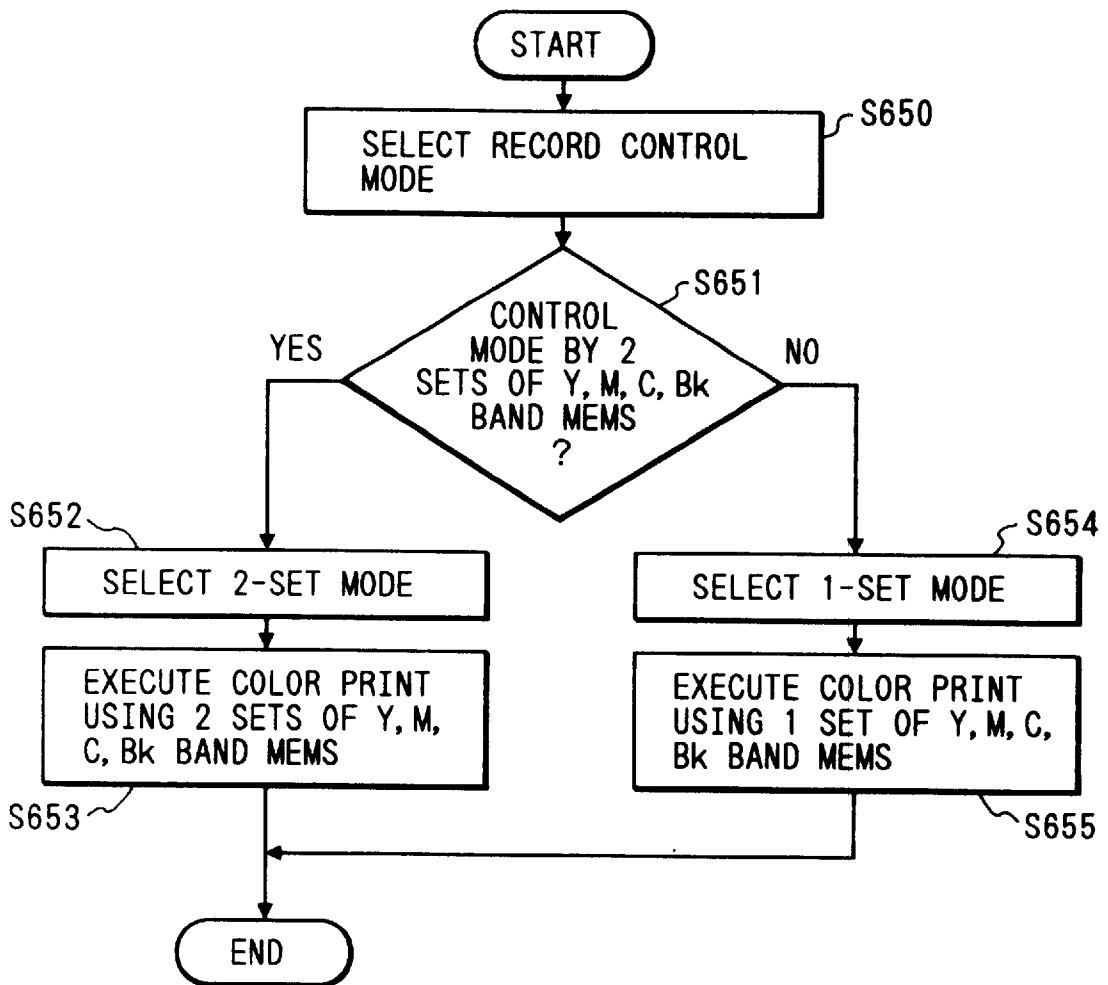 START
S650
SELECT RECORD CONTROL
MODE
S651
CONTROL
MODE BY 2
SETS OF Y, M, C, Bk
BAND MEMS
?
YES
NO
S652
SELECT 2-SET MODE
S654
SELECT 1-SET MODE
EXECUTE COLOR PRINT
USING 2 SETS OF Y, M,
C, Bk BAND MEMS
S653
EXECUTE COLOR PRINT
USING 1 SET OF Y, M, C,
Bk BAND MEMS
S655
END